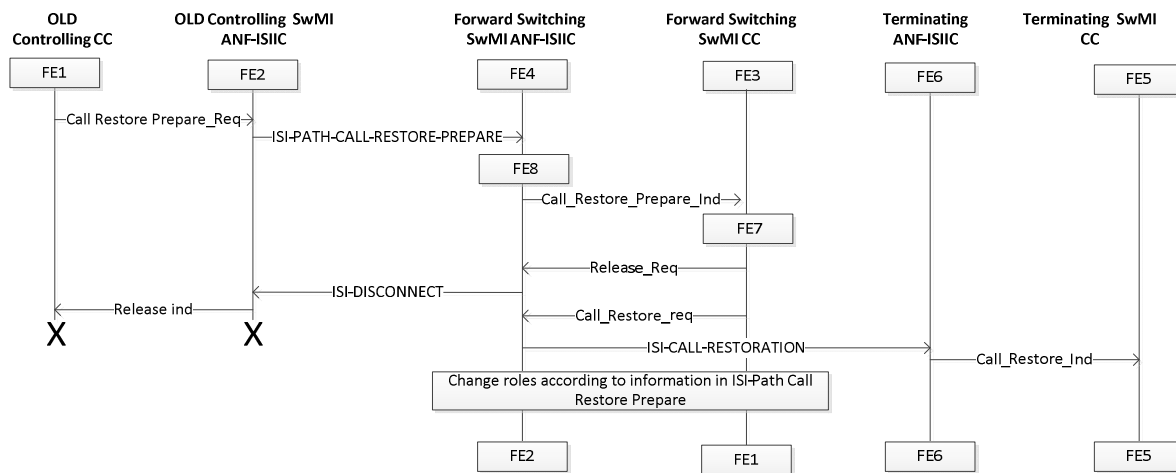 OLD
Controlling CC
OLD Controlling SwMI
ANF-ISIIC
Forward Switching
SwMI ANF-ISIIC
Forward Switching
SwMI CC
Terminating
ANF-ISIIC
Terminating SwMI
CC
FE1
FE2
FE4
FE3
FE6
FE5
Call Restore Prepare_Req
ISI-PATH-CALL-RESTORE-PREPARE
FE8
Call_Restore_Prepare_Ind
FE7
Release_Req
ISI-DISCONNECT
Release ind
Call_Restore_req
X
X
ISI-CALL-RESTORATION
Call_Restore_Ind
Change roles according to information in ISI-Path Call
Restore Prepare
FE2
FE1
FE6
FE5